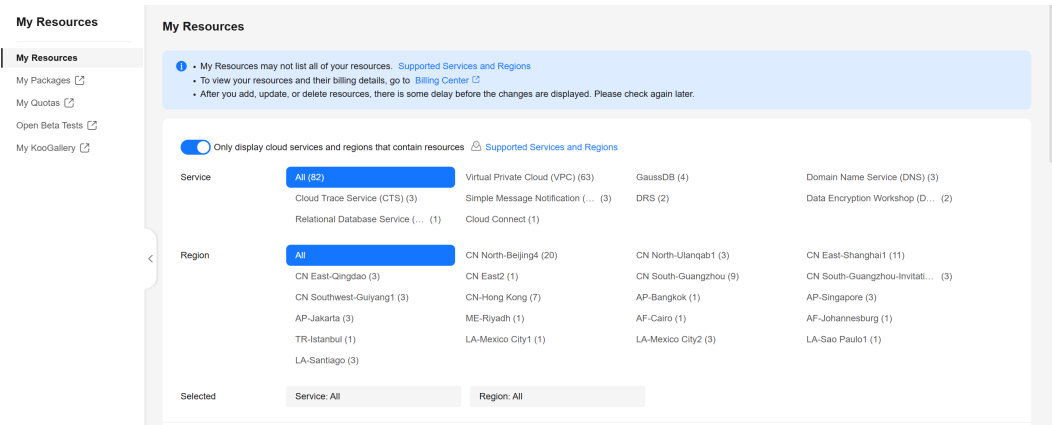 My Resources
My Resources
My Packages
My Quotas
Open Beta Tests
My KooGallery
My Resources
• My Resources may not list all of your resources. Supported Services and Regions
• To view your resources and their billing details, go to Billing Center
• After you add, update, or delete resources, there is some delay before the changes are displayed. Please check again later.
Only display cloud services and regions that contain resources Supported Services and Regions
Service All (82) Virtual Private Cloud (VPC) (63) GaussDB (4) Domain Name Service (DNS) (3)
Cloud Trace Service (CTS) (3) Simple Message Notification (... (3) DRS (2) Data Encryption Workshop (D... (2)
Relational Database Service (... (1) Cloud Connect (1)
Region All CN North-Beijing4 (20) CN North-Ulanqab1 (3) CN East-Shanghai1 (11)
CN East-Qingdao (3) CN East2 (1) CN South-Guangzhou (9) CN South-Guangzhou-Invitati... (3)
CN Southwest-Guiyang1 (3) CN-Hong Kong (7) AP-Bangkok (1) AP-Singapore (3)
AP-Jakarta (3) ME-Riyadh (1) AF-Cairo (1) AF-Johannesburg (1)
TR-Istanbul (1) LA-Mexico City1 (1) LA-Mexico City2 (3) LA-Sao Paulo1 (1)
LA-Santiago (3)
Selected Service: All Region: All